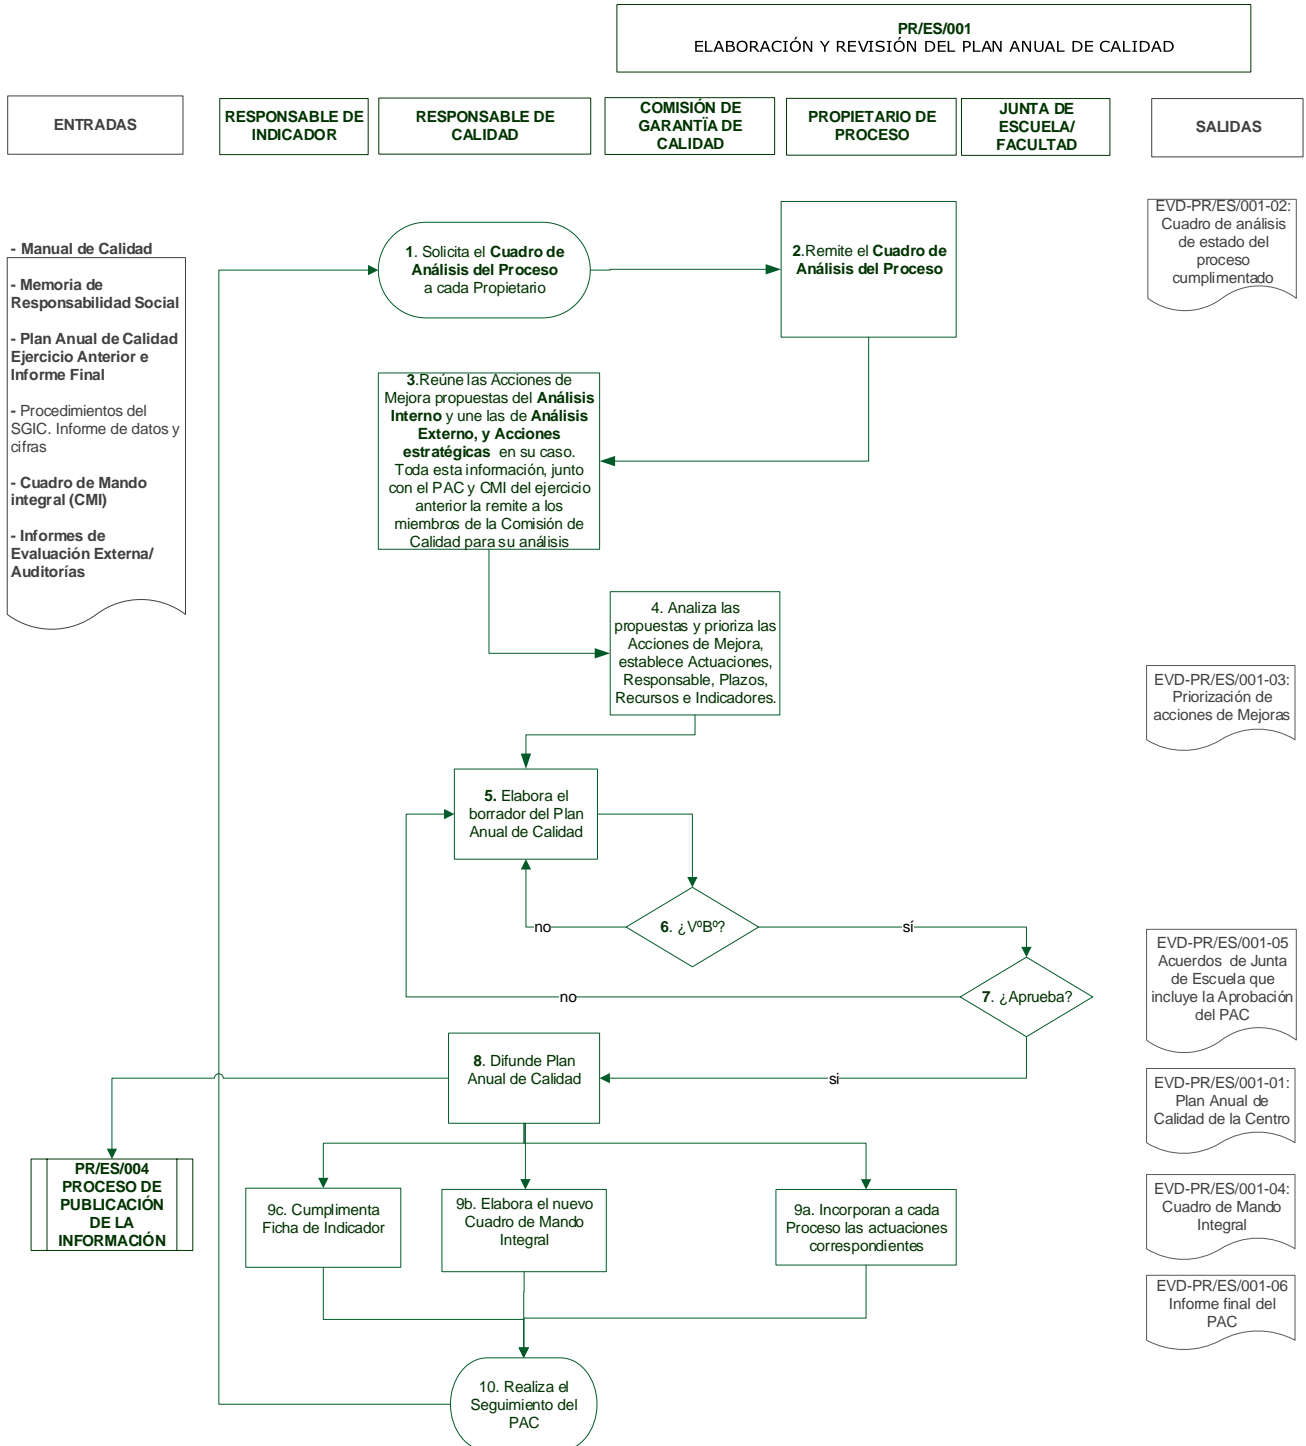 PR/ES/001
ELABORACIÓN Y REVISIÓN DEL PLAN ANUAL DE CALIDAD
ENTRADAS
RESPONSABLE DE
INDICADOR
RESPONSABLE DE
CALIDAD
COMISIÓN DE
GARANTÏA DE
CALIDAD
PROPIETARIO DE
PROCESO
JUNTA DE
ESCUELA/
FACULTAD
SALIDAS
- Manual de Calidad
- Memoria de
Responsabilidad Social
- Plan Anual de Calidad
Ejercicio Anterior e
Informe Final
- Procedimientos del
SGIC. Informe de datos y
cifras
- Cuadro de Mando
integral (CMI)
- Informes de
Evaluación Externa/
Auditorías
1. Solicita el Cuadro de
Análisis del Proceso
a cada Propietario
2.Remite el Cuadro de
Análisis del Proceso
EVD-PR/ES/001-02:
Cuadro de análisis
de estado del
proceso
cumplimentado
3.Reúne las Acciones de
Mejora propuestas del Análisis
Interno y une las de Análisis
Externo, y Acciones
estratégicas en su caso.
Toda esta información, junto
con el PAC y CMI del ejercicio
anterior la remite a los
miembros de la Comisión de
Calidad para su análisis
4. Analiza las
propuestas y prioriza las
Acciones de Mejora,
establece Actuaciones,
Responsable, Plazos,
Recursos e Indicadores.
EVD-PR/ES/001-03:
Priorización de
acciones de Mejoras
5. Elabora el
borrador del Plan
Anual de Calidad
no
6. ¿VºBº?
sí
no
7. ¿Aprueba?
EVD-PR/ES/001-05
Acuerdos de Junta
de Escuela que
incluye la Aprobación
del PAC
8. Difunde Plan
Anual de Calidad
si
EVD-PR/ES/001-01:
Plan Anual de
Calidad de la Centro
PR/ES/004
PROCESO DE
PUBLICACIÓN
DE LA
INFORMACIÓN
9c. Cumplimenta
Ficha de Indicador
9b. Elabora el nuevo
Cuadro de Mando
Integral
9a. Incorporan a cada
Proceso las actuaciones
correspondientes
EVD-PR/ES/001-04:
Cuadro de Mando
Integral
EVD-PR/ES/001-06
Informe final del
PAC
10. Realiza el
Seguimiento del
PAC